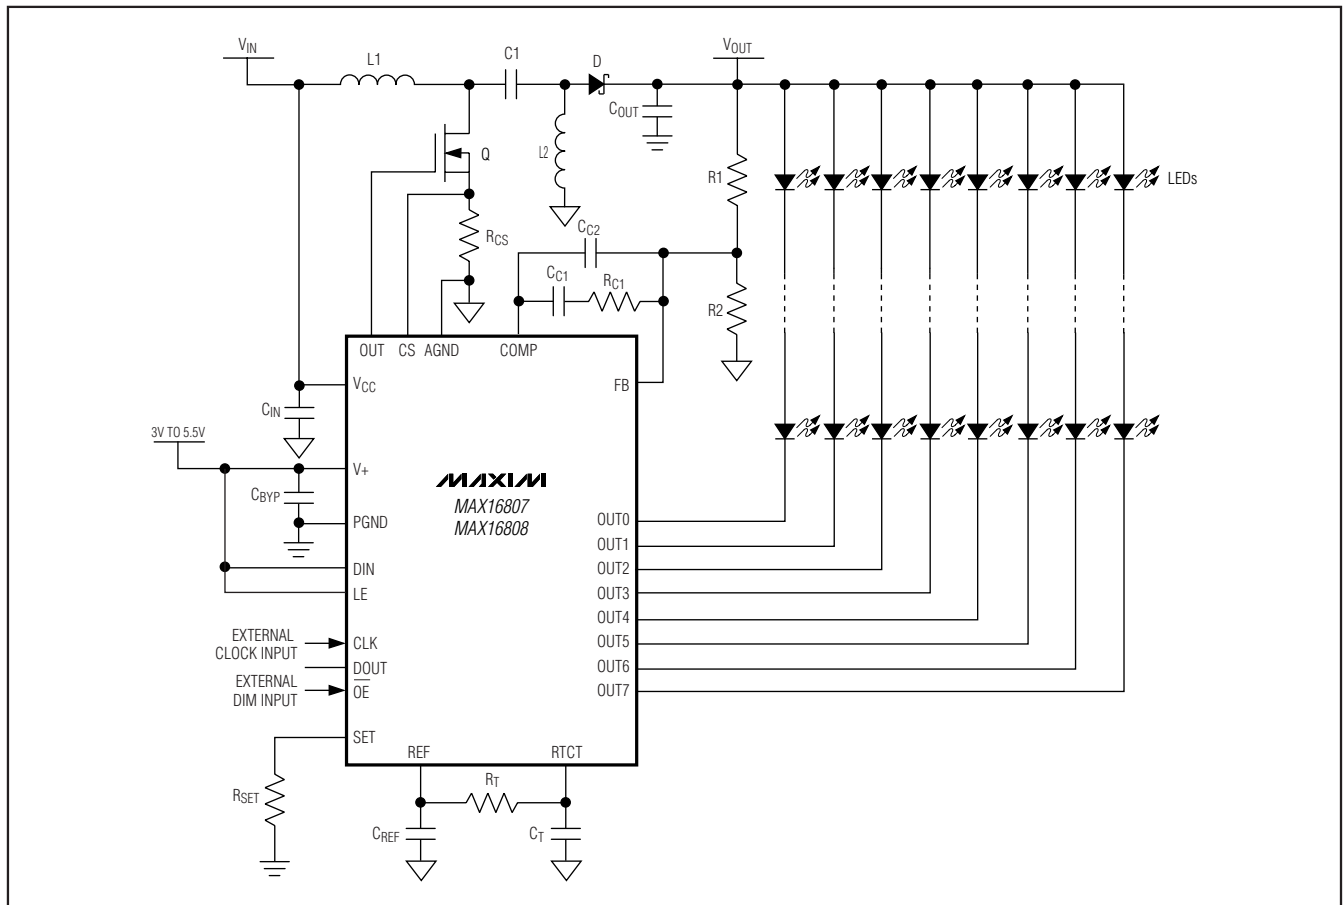 VIN
L1
C1
D
VOUT
COUT
Q
L2
R1
LEDs
RCS
CC2
CC1
RC1
R2
OUT
CS
AGND
COMP
FB
VCC
CIN
3V TO 5.5V
V+
CBYP
PGND
MAXIM
MAX16807
MAX16808
OUT0
OUT1
OUT2
OUT3
OUT4
OUT5
OUT6
OUT7
DIN
LE
EXTERNAL
CLOCK INPUT
CLK
DOUT
EXTERNAL
DIM INPUT
OE
SET
REF
RTCT
RSET
RT
CREF
CT